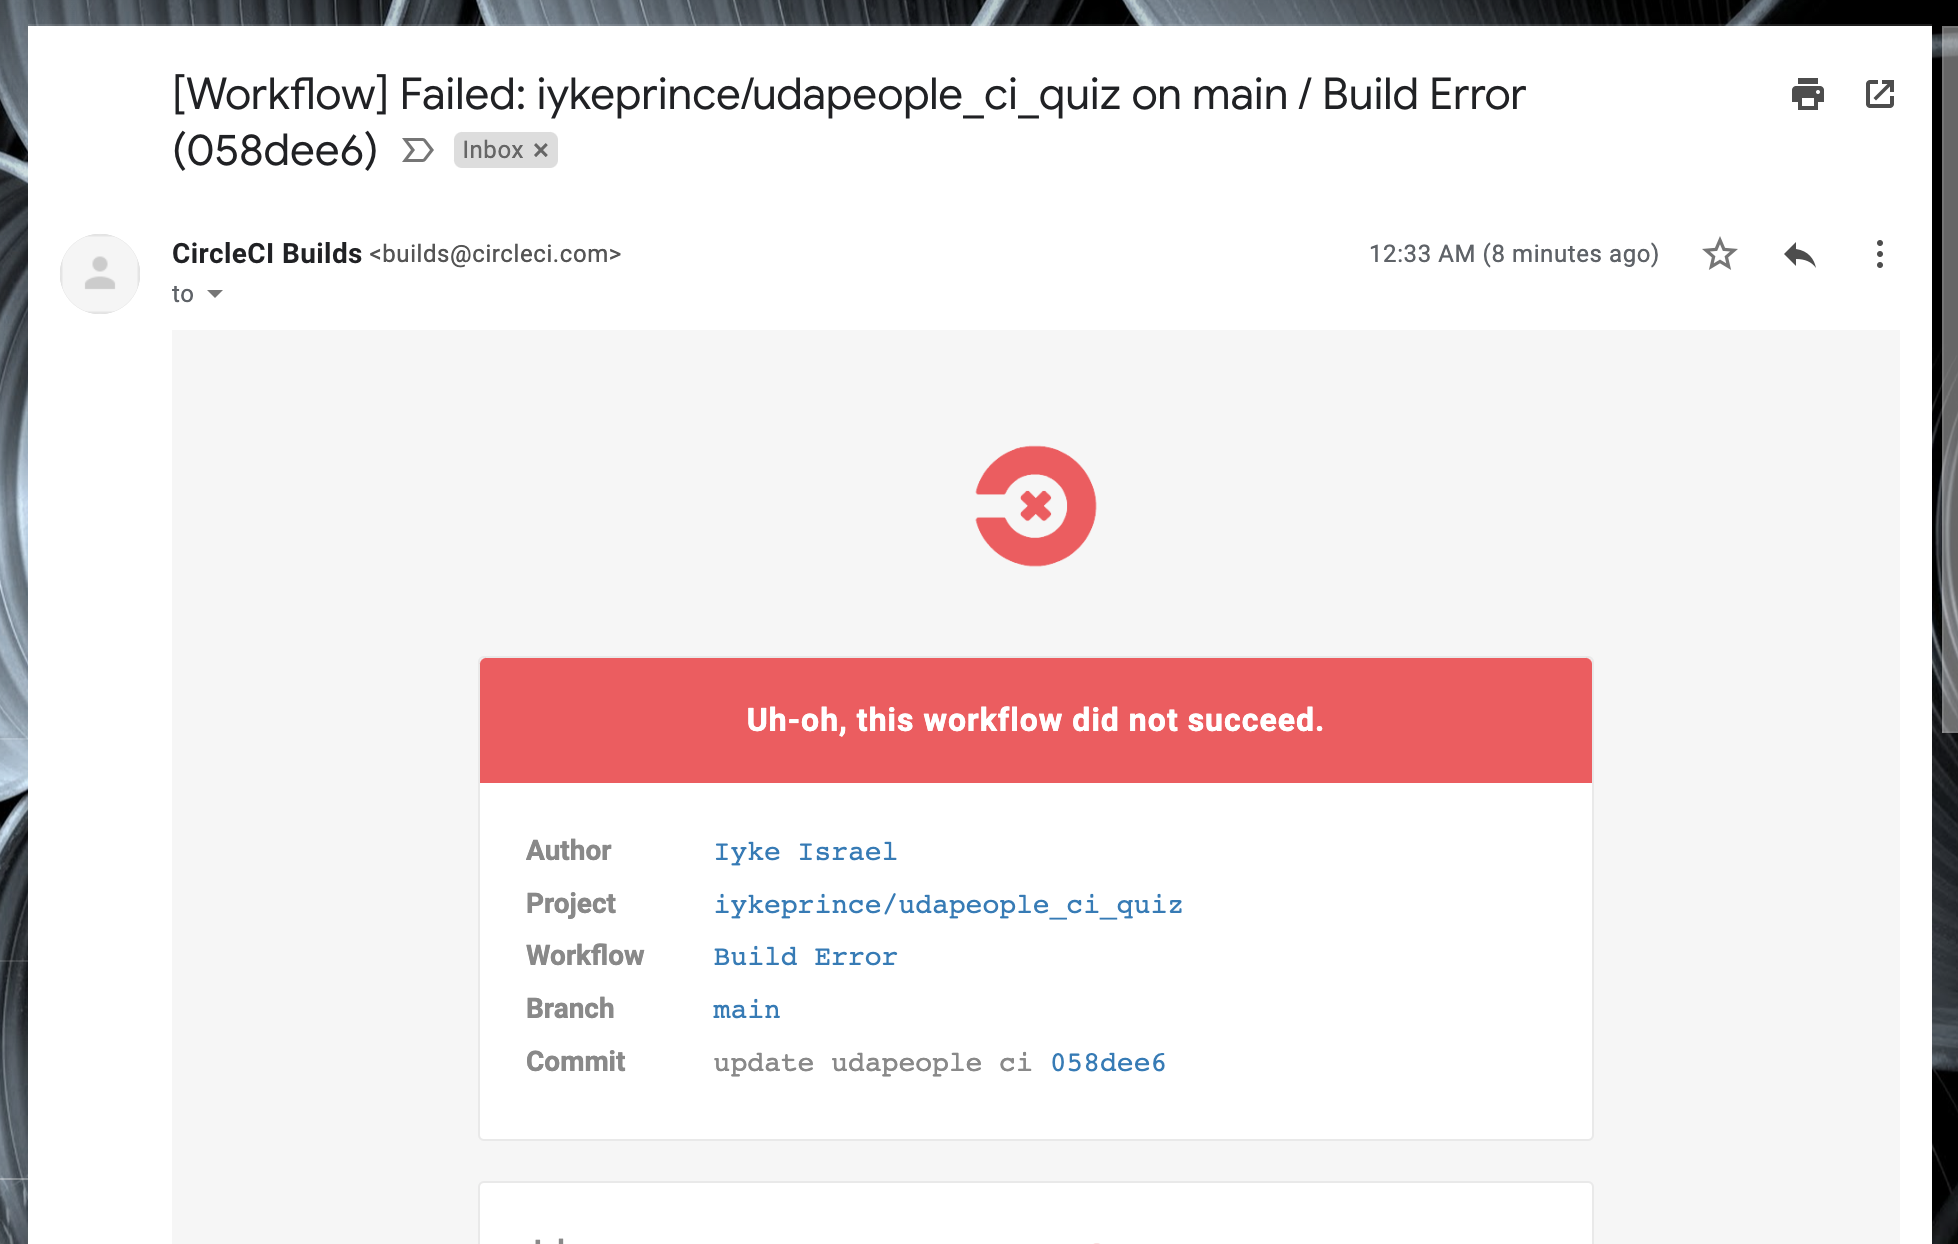 [Workflow] Failed: iykeprince/udapeople_ci_quiz on main / Build Error
(058dee6) Inbox ×
CircleCI Builds <builds@circleci.com> 12:33 AM (8 minutes ago)
to
Uh-oh, this workflow did not succeed.
Author Iyke Israel
Project iykeprince/udapeople_ci_quiz
Workflow Build Error
Branch main
Commit update udapeople ci 058dee6